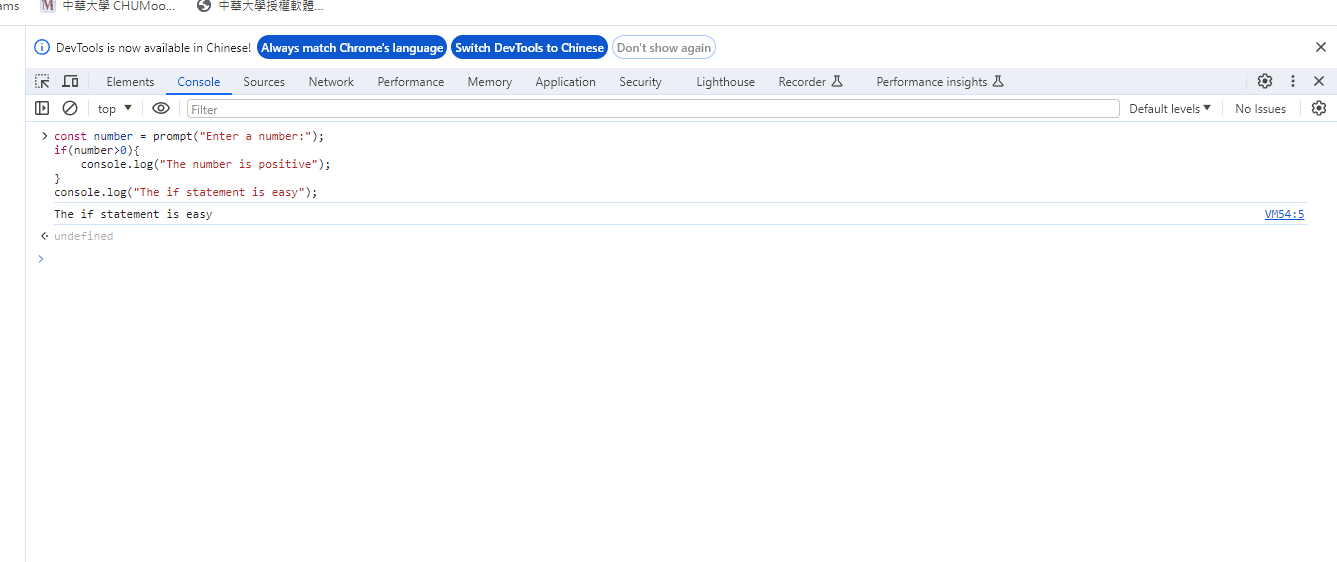 ams 中華大學 CHUMoo... 中華大學授權軟體...
DevTools is now available in Chinese! Always match Chrome's language Switch DevTools to Chinese Don't show again
Elements Console Sources Network Performance Memory Application Security Lighthouse Recorder Performance insights
top Filter Default levels No Issues
const number = prompt("Enter a number:");
if(number>0){
    console.log("The number is positive");
}
console.log("The if statement is easy");
The if statement is easy VM54:5
undefined